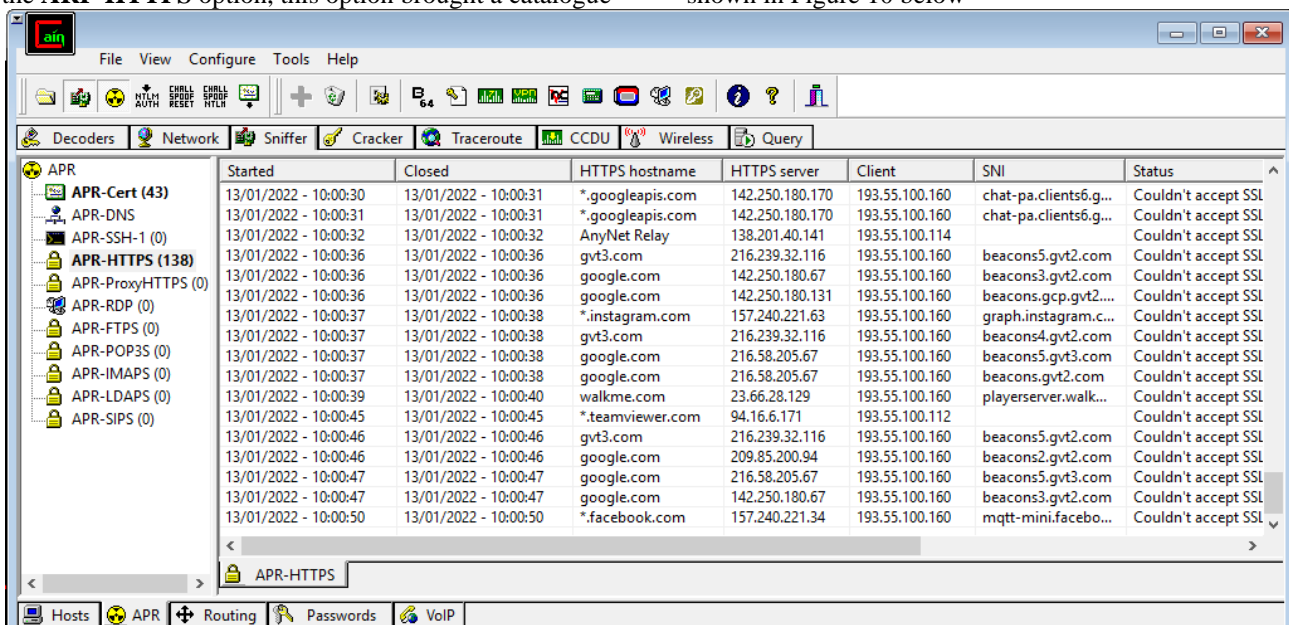 the ARP-HTTPS option, this option brought a catalogue shown in Figure 10 below
Cain
File View Configure Tools Help
NTLM AUTH CHALL SPOOF RESET CHALL SPOOF NTLM B64
Decoders Network Sniffer Cracker Traceroute CCDU Wireless Query
APR
APR-Cert (43)
APR-DNS
APR-SSH-1 (0)
APR-HTTPS (138)
APR-ProxyHTTPS (0)
APR-RDP (0)
APR-FTPS (0)
APR-POP3S (0)
APR-IMAPS (0)
APR-LDAPS (0)
APR-SIPS (0)
Started Closed HTTPS hostname HTTPS server Client SNI Status
13/01/2022 - 10:00:30 13/01/2022 - 10:00:31 *.googleapis.com 142.250.180.170 193.55.100.160 chat-pa.clients6.g... Couldn't accept SSL
13/01/2022 - 10:00:31 13/01/2022 - 10:00:31 *.googleapis.com 142.250.180.170 193.55.100.160 chat-pa.clients6.g... Couldn't accept SSL
13/01/2022 - 10:00:32 13/01/2022 - 10:00:32 AnyNet Relay 138.201.40.141 193.55.100.114 Couldn't accept SSL
13/01/2022 - 10:00:36 13/01/2022 - 10:00:36 gvt3.com 216.239.32.116 193.55.100.160 beacons5.gvt2.com Couldn't accept SSL
13/01/2022 - 10:00:36 13/01/2022 - 10:00:36 google.com 142.250.180.67 193.55.100.160 beacons3.gvt2.com Couldn't accept SSL
13/01/2022 - 10:00:36 13/01/2022 - 10:00:36 google.com 142.250.180.131 193.55.100.160 beacons.gcp.gvt2.... Couldn't accept SSL
13/01/2022 - 10:00:37 13/01/2022 - 10:00:38 *.instagram.com 157.240.221.63 193.55.100.160 graph.instagram.c... Couldn't accept SSL
13/01/2022 - 10:00:37 13/01/2022 - 10:00:38 gvt3.com 216.239.32.116 193.55.100.160 beacons4.gvt2.com Couldn't accept SSL
13/01/2022 - 10:00:37 13/01/2022 - 10:00:38 google.com 216.58.205.67 193.55.100.160 beacons5.gvt3.com Couldn't accept SSL
13/01/2022 - 10:00:37 13/01/2022 - 10:00:38 google.com 216.58.205.67 193.55.100.160 beacons.gvt2.com Couldn't accept SSL
13/01/2022 - 10:00:39 13/01/2022 - 10:00:40 walkme.com 23.66.28.129 193.55.100.160 playerserver.walk... Couldn't accept SSL
13/01/2022 - 10:00:45 13/01/2022 - 10:00:45 *.teamviewer.com 94.16.6.171 193.55.100.112 Couldn't accept SSL
13/01/2022 - 10:00:46 13/01/2022 - 10:00:46 gvt3.com 216.239.32.116 193.55.100.160 beacons5.gvt2.com Couldn't accept SSL
13/01/2022 - 10:00:46 13/01/2022 - 10:00:46 google.com 209.85.200.94 193.55.100.160 beacons2.gvt2.com Couldn't accept SSL
13/01/2022 - 10:00:47 13/01/2022 - 10:00:47 google.com 216.58.205.67 193.55.100.160 beacons5.gvt3.com Couldn't accept SSL
13/01/2022 - 10:00:47 13/01/2022 - 10:00:47 google.com 142.250.180.67 193.55.100.160 beacons3.gvt2.com Couldn't accept SSL
13/01/2022 - 10:00:50 13/01/2022 - 10:00:50 *.facebook.com 157.240.221.34 193.55.100.160 mqtt-mini.facebo... Couldn't accept SSL
APR-HTTPS
Hosts APR Routing Passwords VoIP